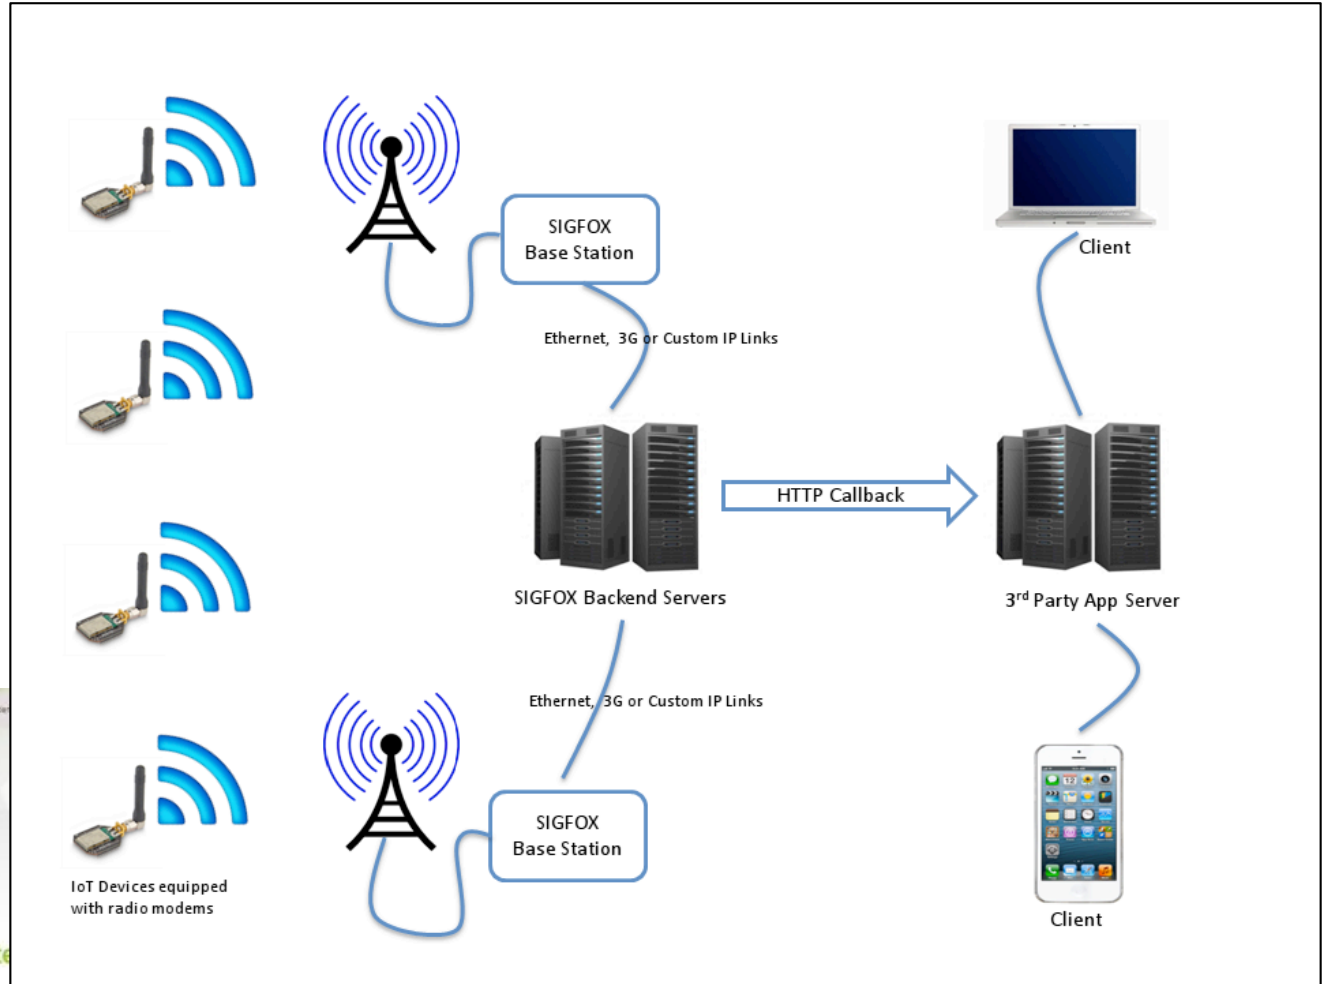 SIGFOX
Base Station
Client
Ethernet, 3G or Custom IP Links
HTTP Callback
SIGFOX Backend Servers
3rd Party App Server
Ethernet, 3G or Custom IP Links
SIGFOX
Base Station
IoT Devices equipped
with radio modems
Client